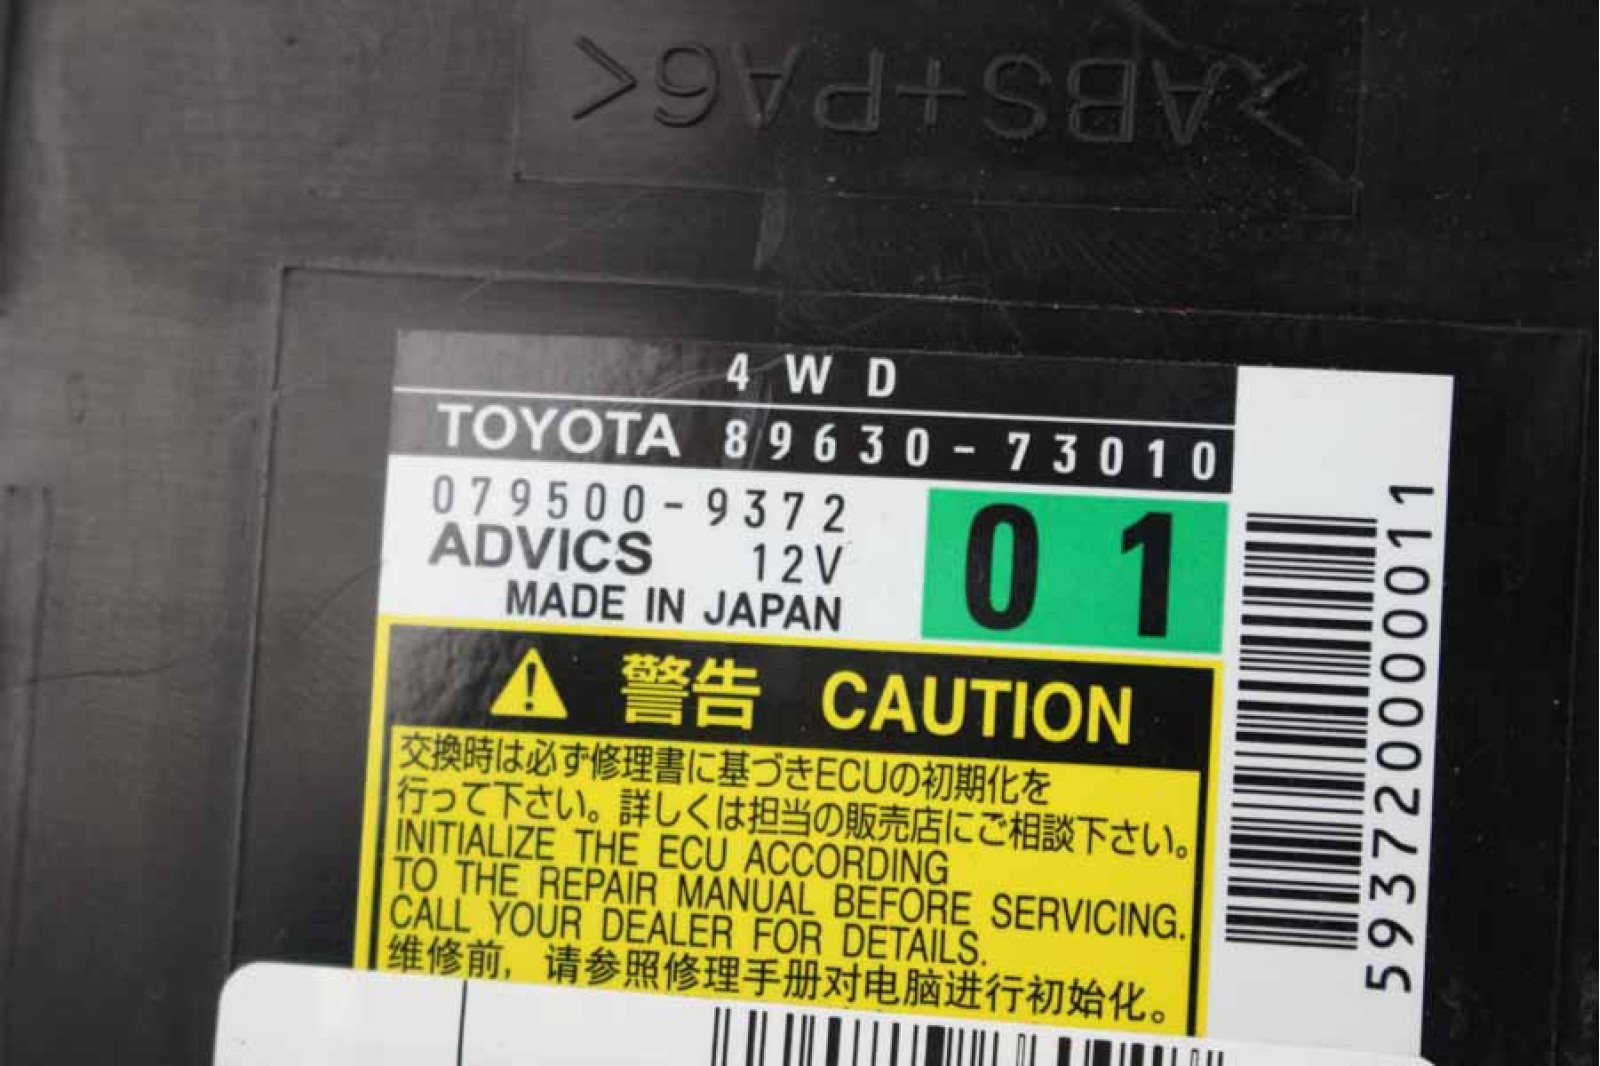 >ABS+PA6<
4WD
TOYOTA 89630-73010
079500-9372
01
ADVICS 12V
MADE IN JAPAN
警告 CAUTION
交換時は必ず修理書に基づきECUの初期化を
行って下さい。詳しくは担当の販売店にご相談下さい。
INITIALIZE THE ECU ACCORDING
TO THE REPAIR MANUAL BEFORE SERVICING.
CALL YOUR DEALER FOR DETAILS.
维修前，请参照修理手册对电脑进行初始化。
59372000011